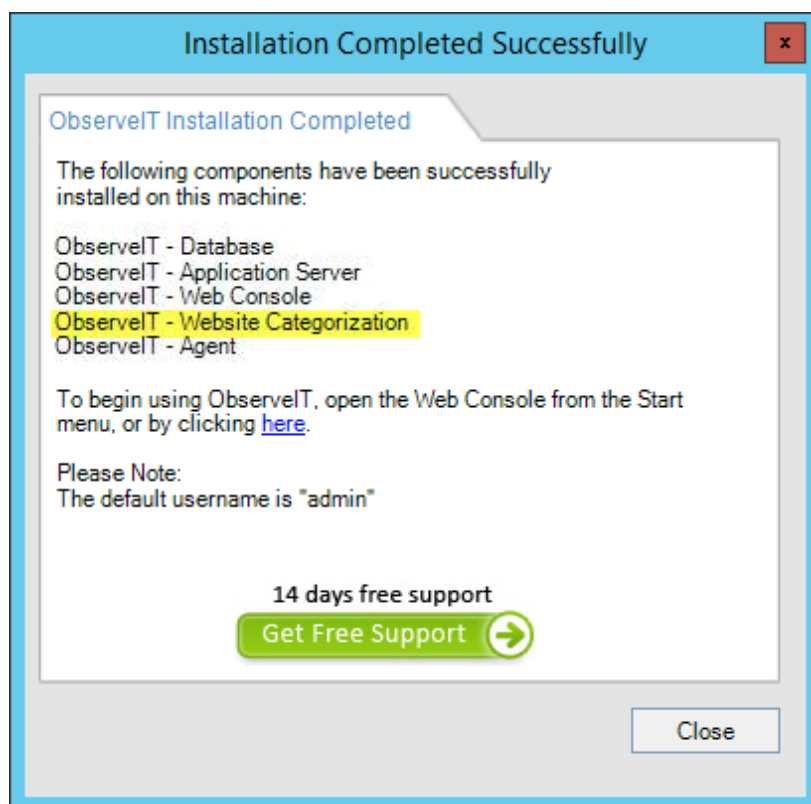 Installation Completed Successfully
x
ObserveIT Installation Completed
The following components have been successfully
installed on this machine:
ObserveIT - Database
ObserveIT - Application Server
ObserveIT - Web Console
ObserveIT - Website Categorization
ObserveIT - Agent
To begin using ObserveIT, open the Web Console from the Start
menu, or by clicking here.
Please Note:
The default username is "admin"
14 days free support
Get Free Support
Close